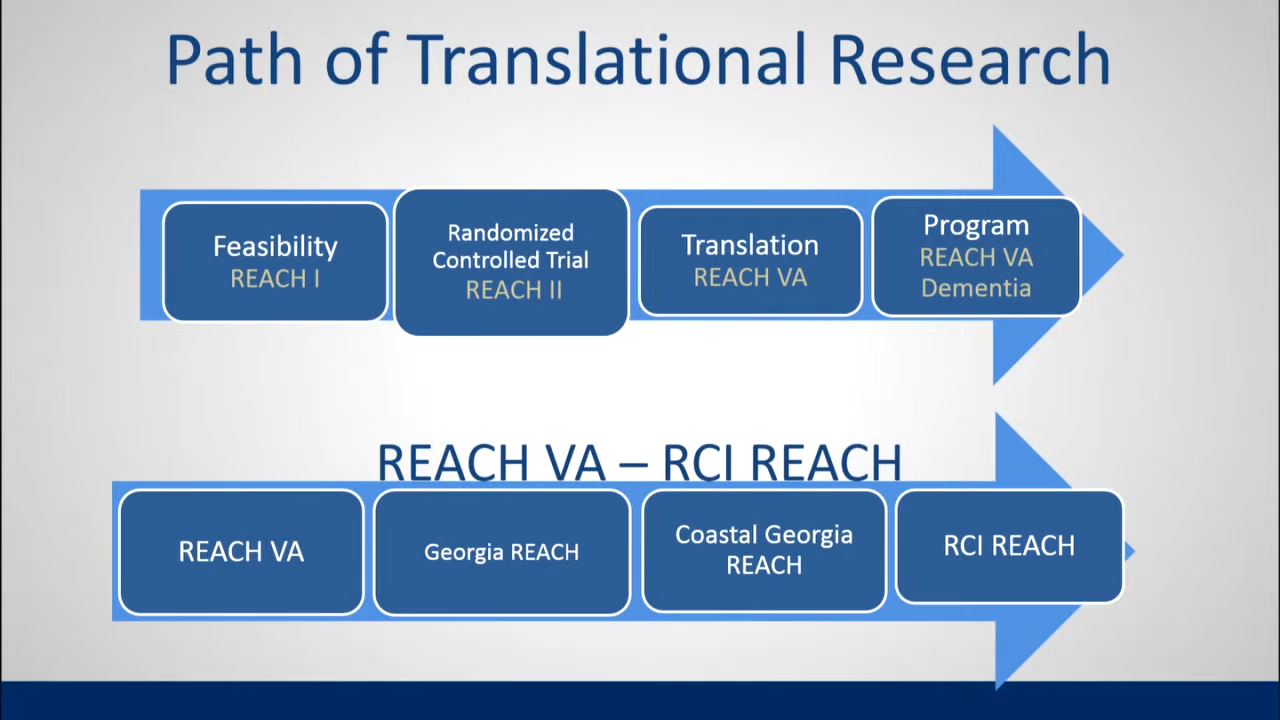 Path of Translational Research
Feasibility
REACH I
Randomized
Controlled Trial
REACH II
Translation
REACH VA
Program
REACH VA
Dementia
REACH VA – RCI REACH
REACH VA
Georgia REACH
Coastal Georgia
REACH
RCI REACH